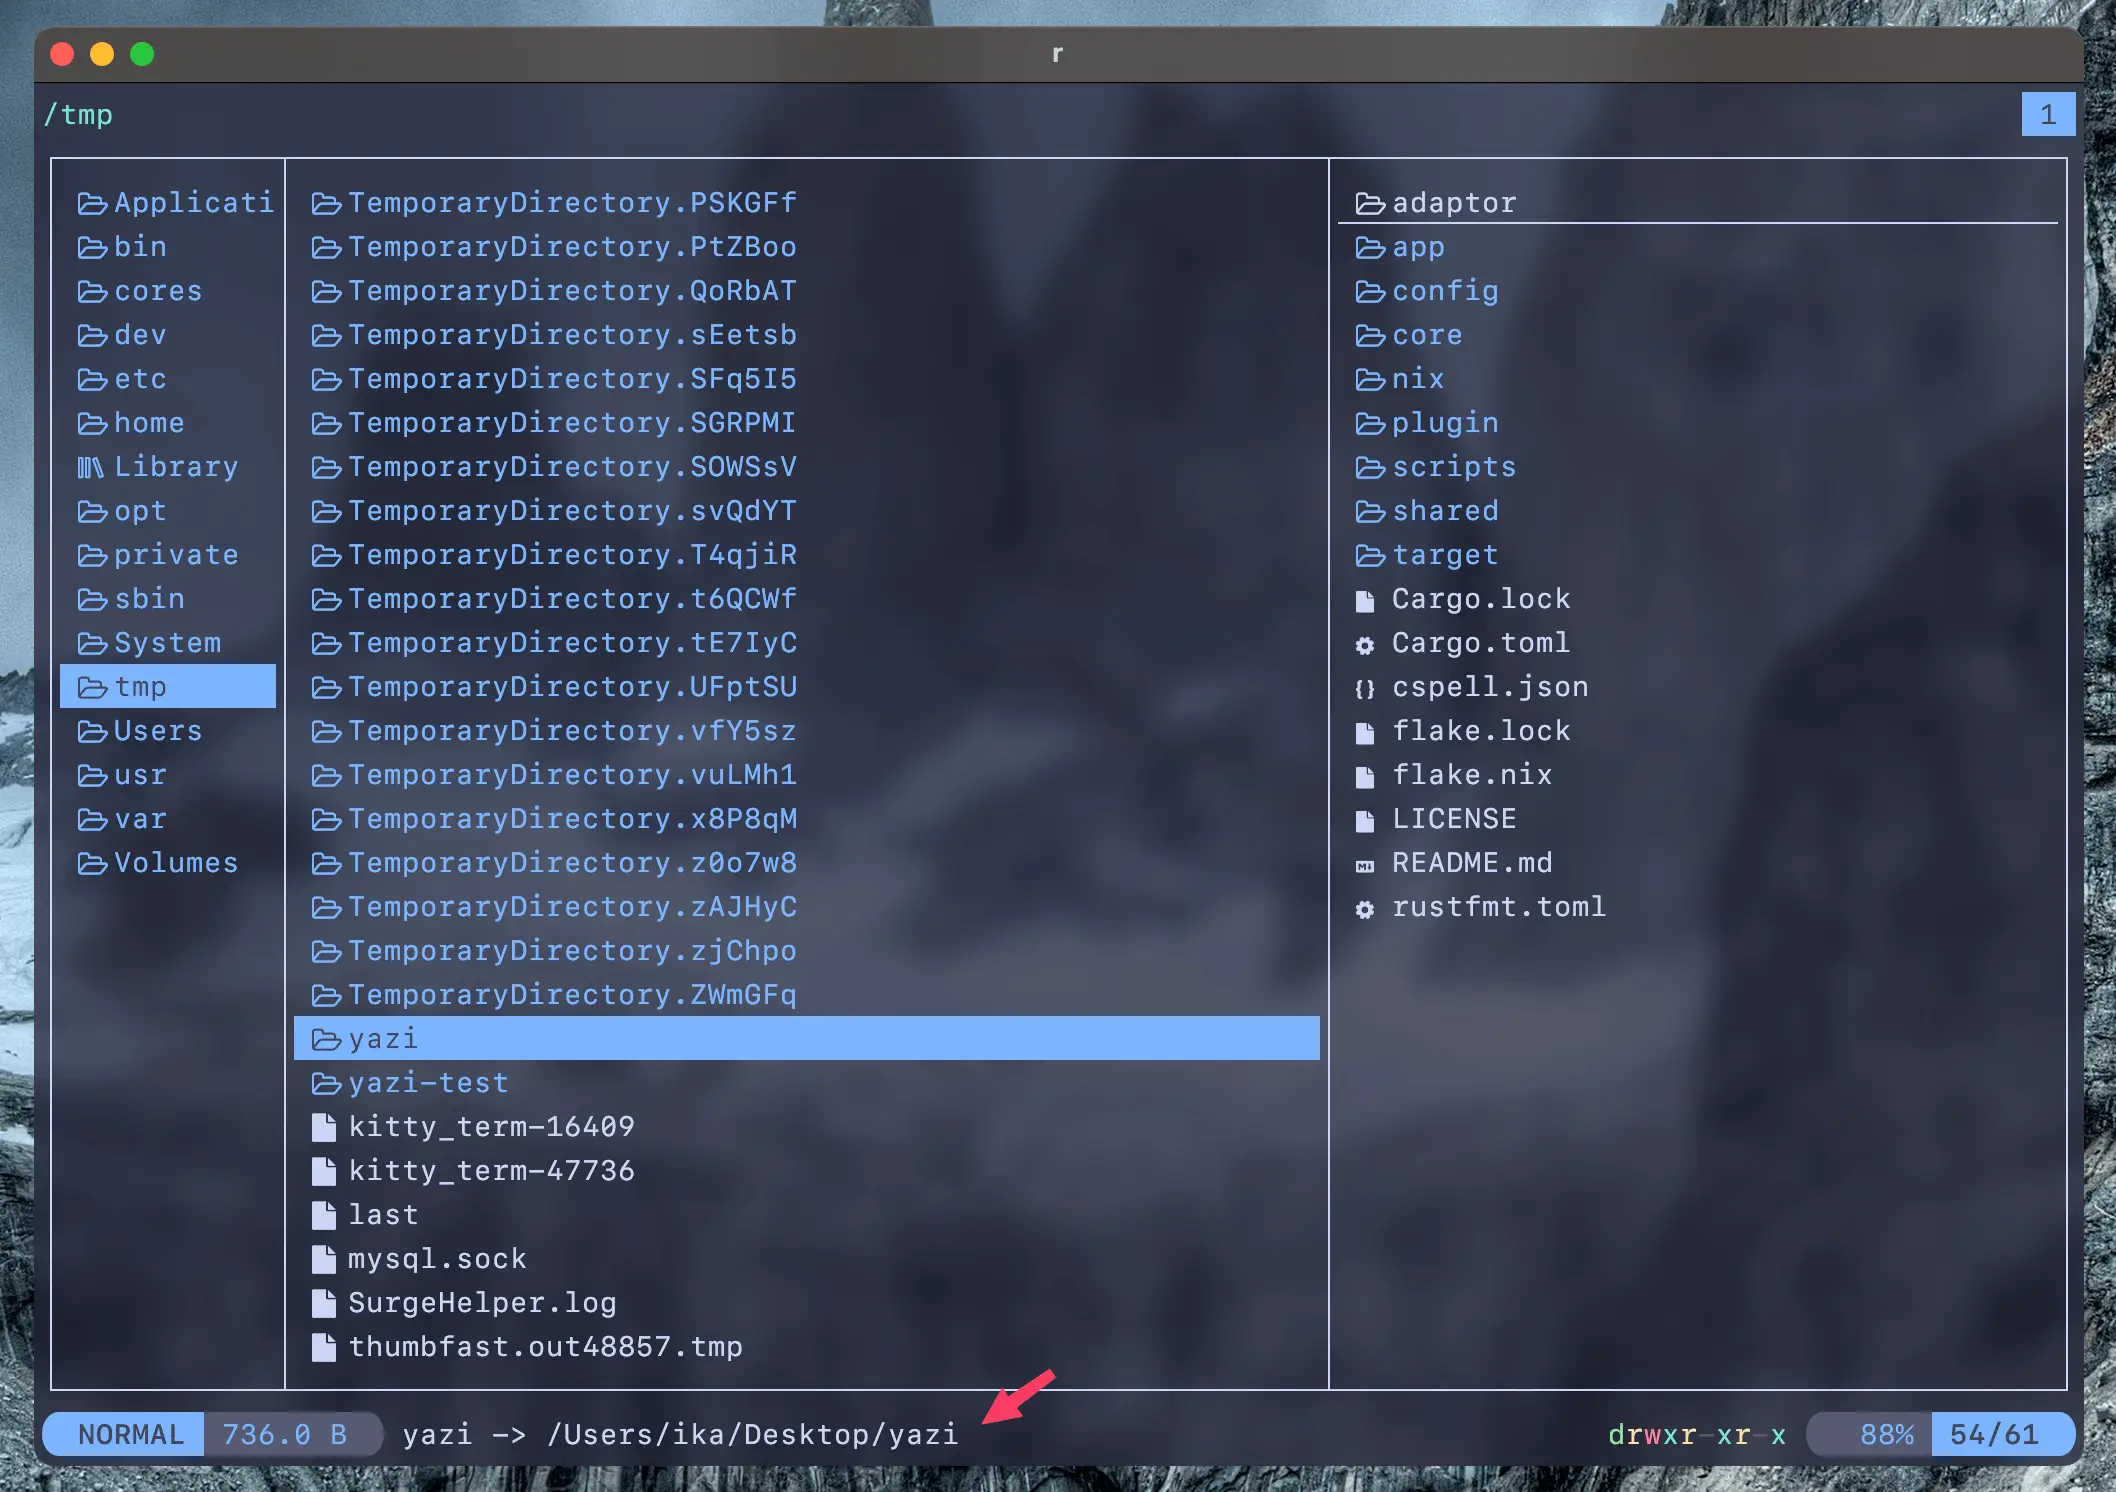 r
/tmp
1
Applicati
bin
cores
dev
etc
home
Library
opt
private
sbin
System
tmp
Users
usr
var
Volumes
TemporaryDirectory.PSKGFf
TemporaryDirectory.PtZBoo
TemporaryDirectory.QoRbAT
TemporaryDirectory.sEetsb
TemporaryDirectory.SFq5I5
TemporaryDirectory.SGRPMI
TemporaryDirectory.SOWSsV
TemporaryDirectory.svQdYT
TemporaryDirectory.T4qjiR
TemporaryDirectory.t6QCWf
TemporaryDirectory.tE7IyC
TemporaryDirectory.UFptSU
TemporaryDirectory.vfY5sz
TemporaryDirectory.vuLMh1
TemporaryDirectory.x8P8qM
TemporaryDirectory.z0o7w8
TemporaryDirectory.zAJHyC
TemporaryDirectory.zjChpo
TemporaryDirectory.ZWmGFq
yazi
yazi-test
kitty_term-16409
kitty_term-47736
last
mysql.sock
SurgeHelper.log
thumbfast.out48857.tmp
adaptor
app
config
core
nix
plugin
scripts
shared
target
Cargo.lock
Cargo.toml
cspell.json
flake.lock
flake.nix
LICENSE
README.md
rustfmt.toml
NORMAL 736.0 B yazi -> /Users/ika/Desktop/yazi drwxr-xr-x 88% 54/61